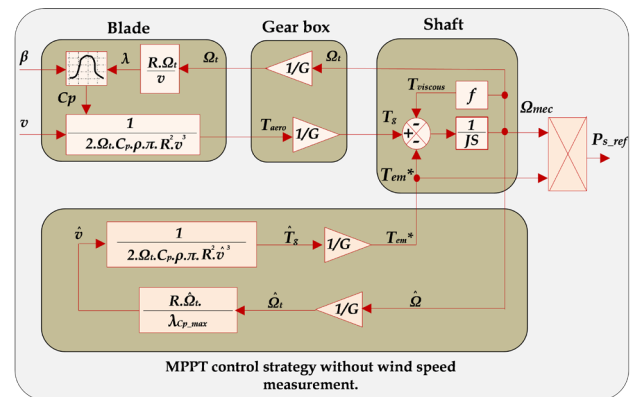 Blade
Gear box
Shaft
β
λ
R.Ωt
v
Ωt
1/G
Ωt
Tviscous
f
Ωmec
Cp
v
1
2.Ωt.Cp.ρ.π.R².v³
Taero
1/G
Tg
+ - -
1
JS
Ps_ref
Tem*
v̂
1
2.Ωt.Cp.ρ.π.R².v̂³
T̂g
1/G
Tem*
R.Ω̂t.
λCp_max
Ω̂t
1/G
Ω̂
MPPT control strategy without wind speed
measurement.